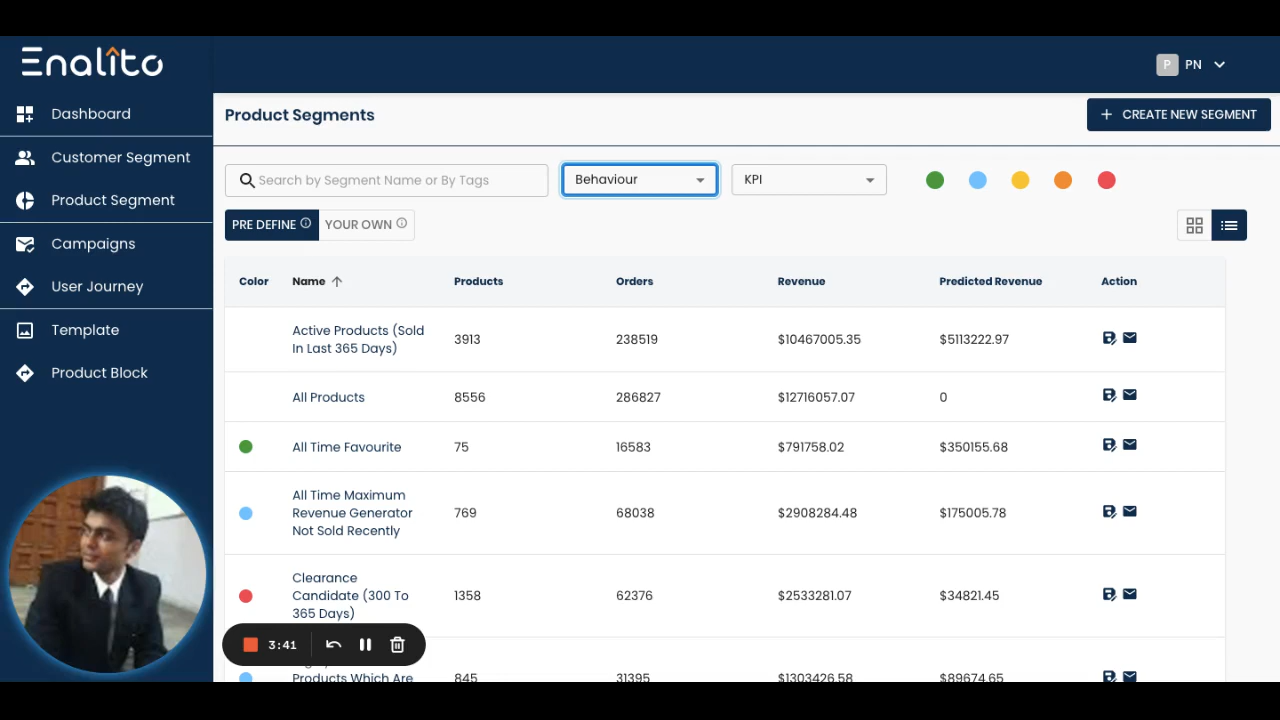 Enalito
P PN
Dashboard
Customer Segment
Product Segment
Campaigns
User Journey
Template
Product Block
Product Segments
CREATE NEW SEGMENT
Search by Segment Name or By Tags
Behaviour
KPI
PRE DEFINE
YOUR OWN
Color Name Products Orders Revenue Predicted Revenue Action
Active Products (Sold
In Last 365 Days)
3913 238519 $10467005.35 $5113222.97
All Products 8556 286827 $12716057.07 0
All Time Favourite 75 16583 $791758.02 $350155.68
All Time Maximum
Revenue Generator
Not Sold Recently
769 68038 $2908284.48 $175005.78
Clearance
Candidate (300 To
365 Days)
1358 62376 $2533281.07 $34821.45
3:41
Products Which Are 845 31395 $1303426.58 $89674.65